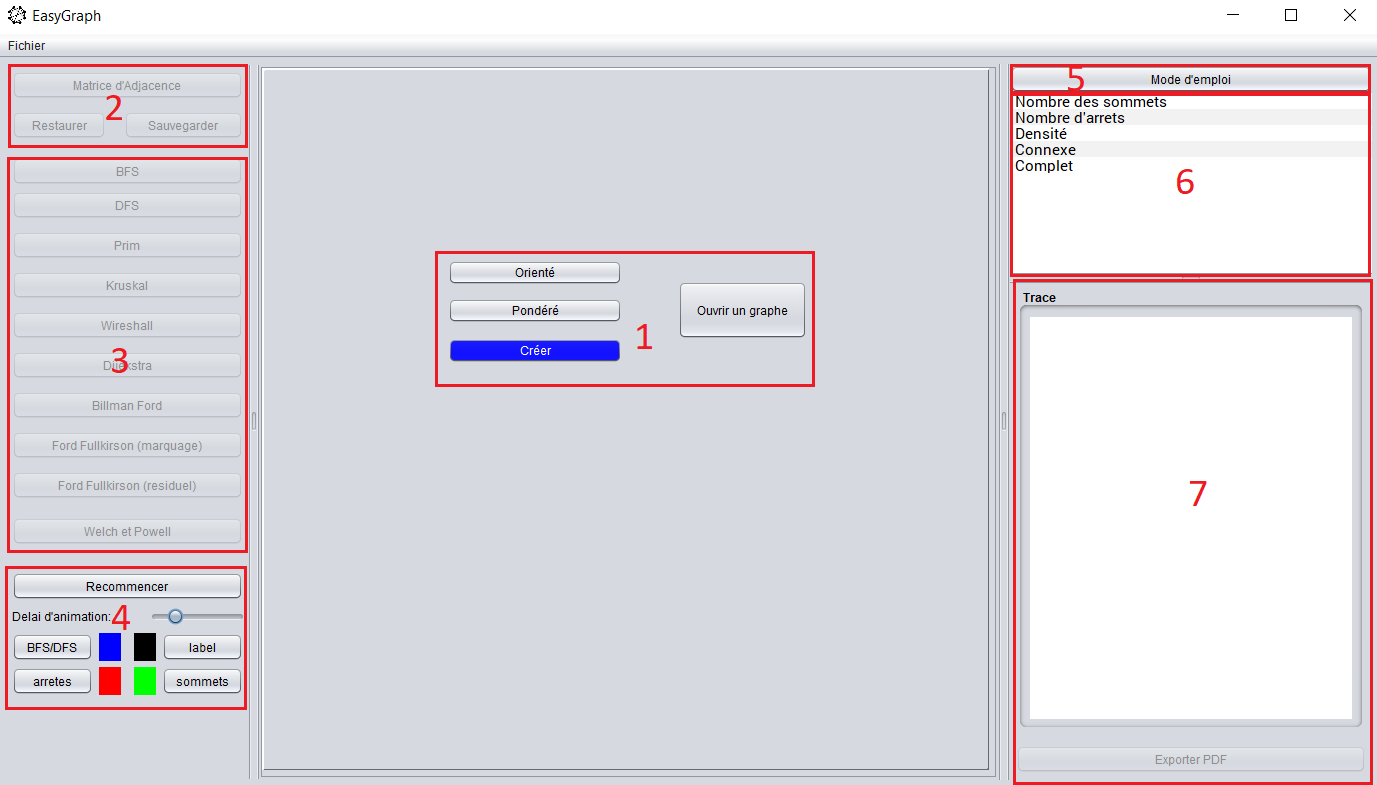 EasyGraph
Fichier
Matrice d'Adjacence
2
Restaurer
Sauvegarder
BFS
DFS
Prim
Kruskal
Wireshall
3
Dijekstra
Billman Ford
Ford Fullkirson (marquage)
Ford Fullkirson (residuel)
Welch et Powell
Recommencer
Delai d'animation:
4
BFS/DFS
label
arretes
sommets
Orienté
Pondéré
Créer
1
Ouvrir un graphe
5
Mode d'emploi
Nombre des sommets
Nombre d'arrets
Densité
Connexe
Complet
6
Trace
7
Exporter PDF